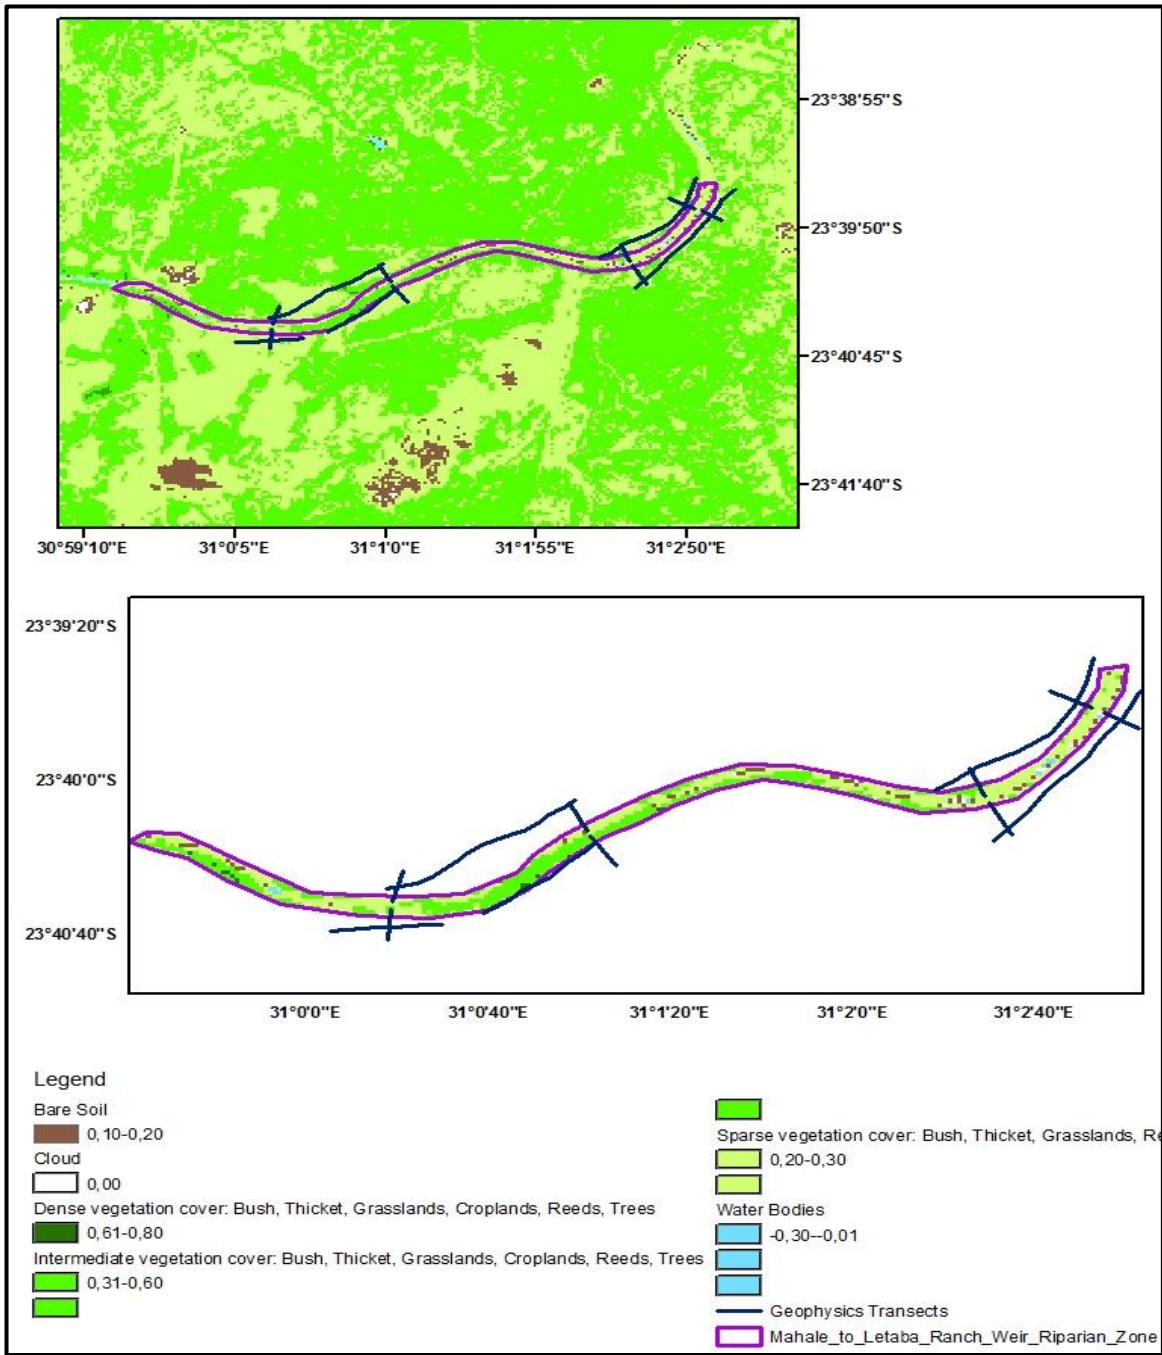 23°38'55"S
23°39'50"S
23°40'45"S
23°41'40"S
30°59'10"E 31°0'5"E 31°1'0"E 31°1'55"E 31°2'50"E
23°39'20"S
23°40'0"S
23°40'40"S
31°0'0"E 31°0'40"E 31°1'20"E 31°2'0"E 31°2'40"E
Legend
Bare Soil
0,10-0,20
Cloud
0,00
Dense vegetation cover: Bush, Thicket, Grasslands, Croplands, Reeds, Trees
0,61-0,80
Intermediate vegetation cover: Bush, Thicket, Grasslands, Croplands, Reeds, Trees
0,31-0,60
Sparse vegetation cover: Bush, Thicket, Grasslands, Re
0,20-0,30
Water Bodies
-0,30--0,01
Geophysics Transects
Mahale_to_Letaba_Ranch_Weir_Riparian_Zone